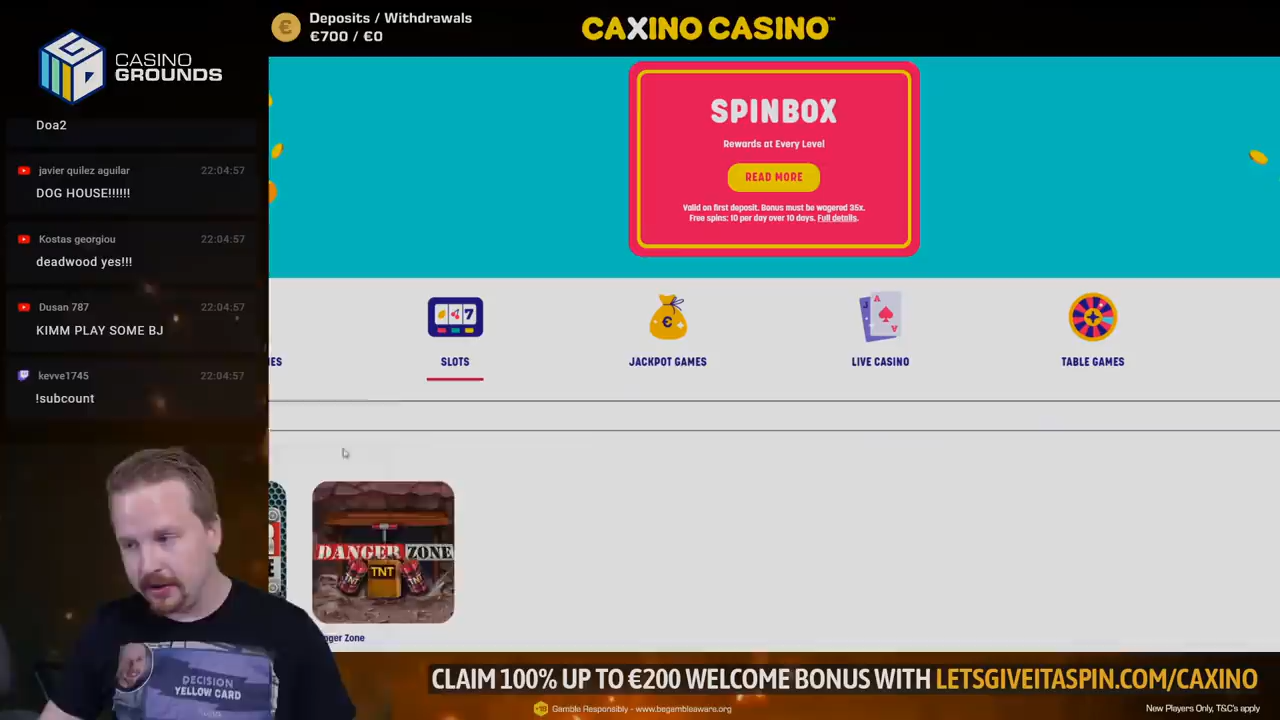 Deposits / Withdrawals
€700 / €0
CAXINO CASINO™
CASINO
GROUNDS
Doa2
javier quilez aguilar 22:04:57
DOG HOUSE!!!!!!
Kostas georgiou 22:04:57
deadwood yes!!!
Dusan 787 22:04:57
KIMM PLAY SOME BJ
kevve1745 22:04:57
!subcount
SPINBOX
Rewards at Every Level
READ MORE
Valid on first deposit. Bonus must be wagered 35x.
Free spins: 10 per day over 10 days. Full details.
SLOTS
JACKPOT GAMES
LIVE CASINO
TABLE GAMES
DANGER ZONE
TNT
DECISION
YELLOW CARD
CLAIM 100% UP TO €200 WELCOME BONUS WITH LETSGIVEITASPIN.COM/CAXINO
+18 Gamble Responsibly - www.begambleaware.org
New Players Only, T&C's apply